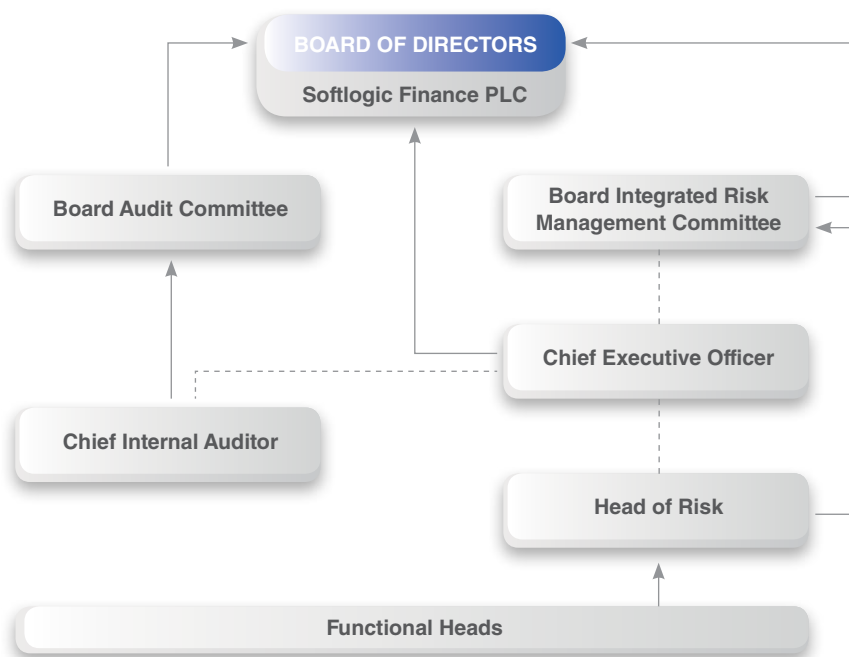 BOARD OF DIRECTORS
Softlogic Finance PLC
Board Audit Committee
Board Integrated Risk
Management Committee
Chief Executive Officer
Chief Internal Auditor
Head of Risk
Functional Heads